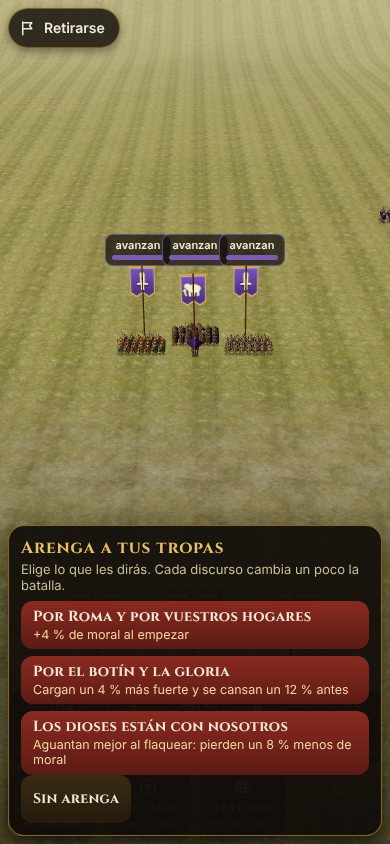 Retirarse
avanzan avanzan avanzan
Arenga a tus tropas
Elige lo que les dirás. Cada discurso cambia un poco la
batalla.
Por Roma y por vuestros hogares
+4 % de moral al empezar
Por el botín y la gloria
Cargan un 4 % más fuerte y se cansan un 12 % antes
Los dioses están con nosotros
Aguantan mejor al flaquear: pierden un 8 % menos de
moral
Sin arenga